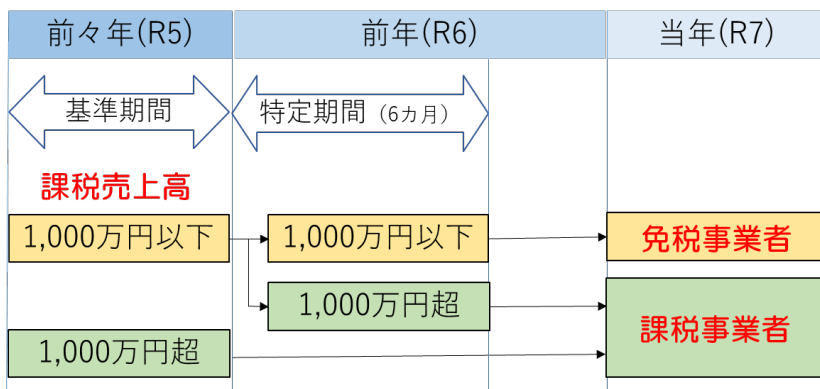 前々年(R5)
前年(R6)
当年(R7)
基準期間
特定期間（6カ月）
課税売上高
1,000万円以下
1,000万円以下
免税事業者
1,000万円超
課税事業者
1,000万円超